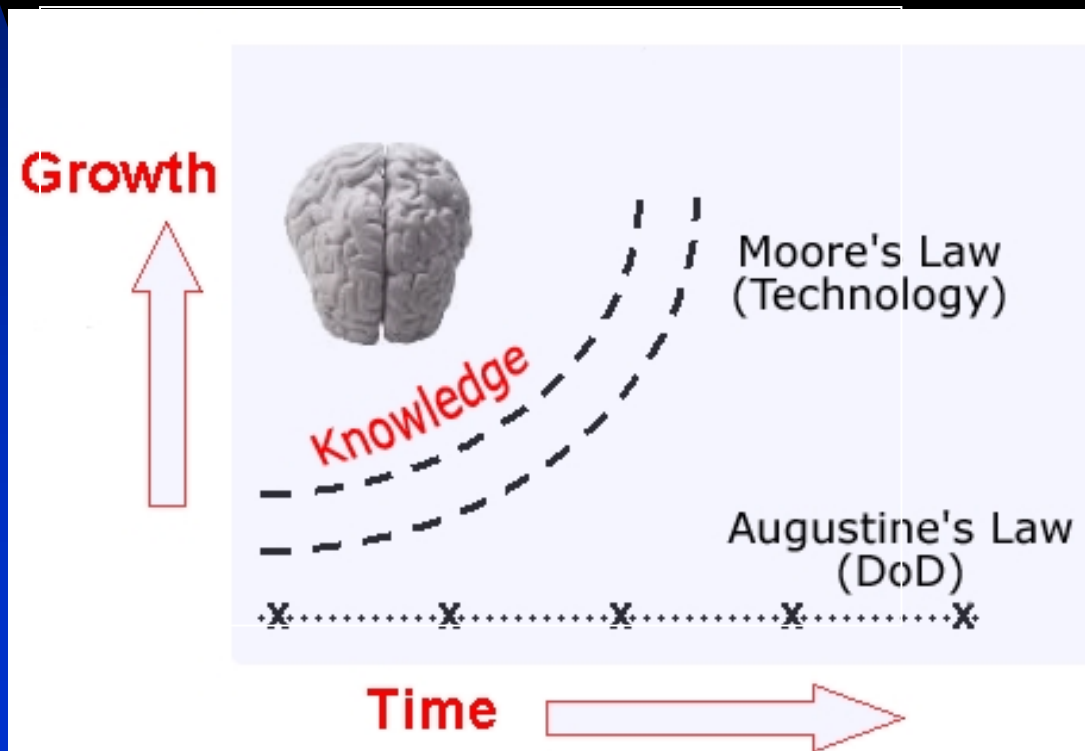 Growth
Moore's Law
(Technology)
Knowledge
Augustine's Law
(DoD)
X X X X X
Time